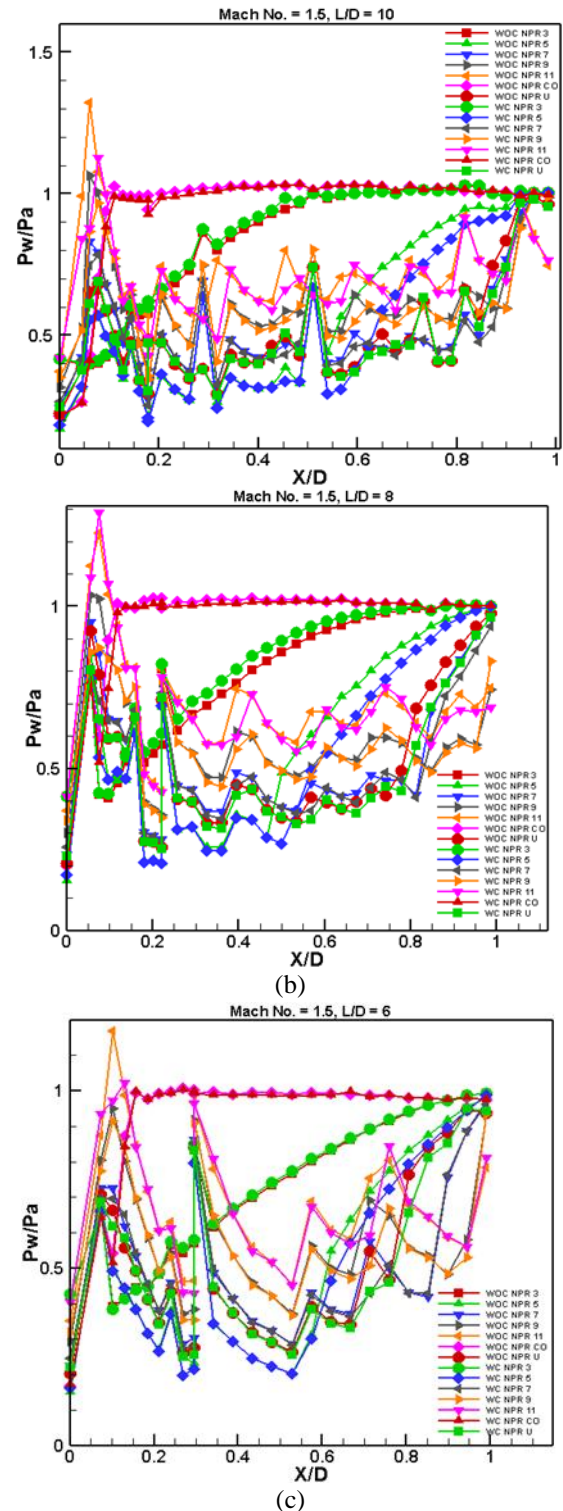 Mach No. = 1.5, L/D = 10
WOC NPR 3
WOC NPR 5
WOC NPR 7
WOC NPR 9
WOC NPR 11
WOC NPR CO
WOC NPR U
WC NPR 3
WC NPR 5
WC NPR 7
WC NPR 9
WC NPR 11
WC NPR CO
WC NPR U
Pw/Pa
1.5
1
0.5
0
0.2
0.4
0.6
0.8
1
X/D
Mach No. = 1.5, L/D = 8
Pw/Pa
1
0.5
0
WOC NPR 3
WOC NPR 5
WOC NPR 7
WOC NPR 9
WOC NPR 11
WOC NPR CO
WOC NPR U
WC NPR 3
WC NPR 5
WC NPR 7
WC NPR 9
WC NPR 11
WC NPR CO
WC NPR U
0
0.2
0.4
0.6
0.8
1
X/D
(b)
Mach No. = 1.5, L/D = 6
Pw/Pa
1
0.5
0
WOC NPR 3
WOC NPR 5
WOC NPR 7
WOC NPR 9
WOC NPR 11
WOC NPR CO
WOC NPR U
WC NPR 3
WC NPR 5
WC NPR 7
WC NPR 9
WC NPR 11
WC NPR CO
WC NPR U
0
0.2
0.4
0.6
0.8
1
X/D
(c)